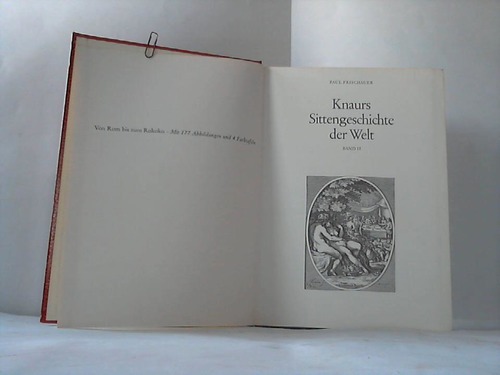 Von Rom bis zum Rokoko · Mit 177 Abbildungen und 4 Farbtafeln
PAUL FRISCHAUER
Knaurs
Sittengeschichte
der Welt
BAND II